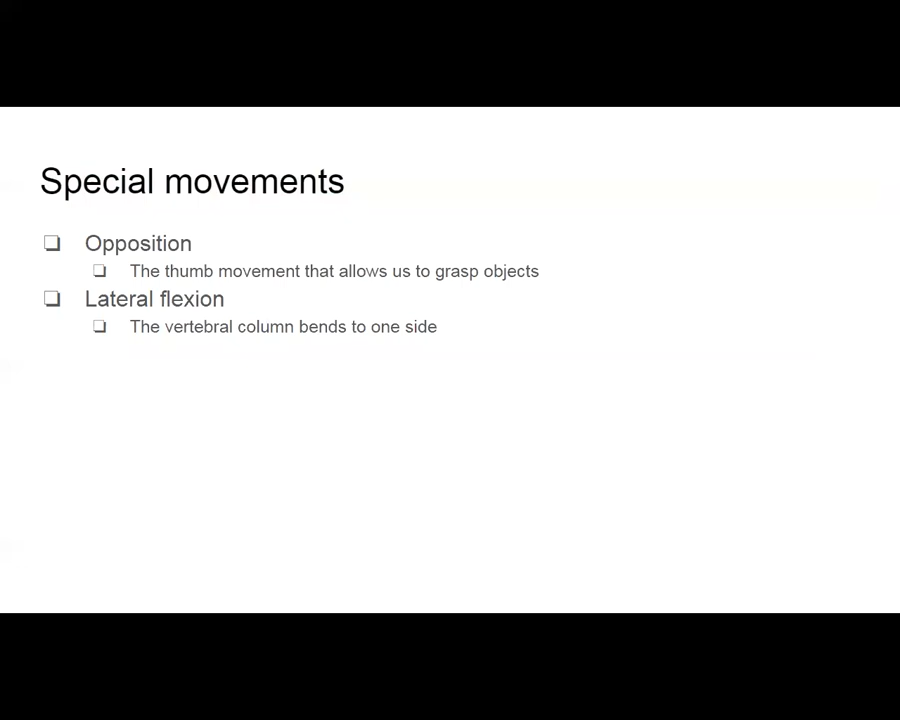 Special movements
❏ Opposition
❏ The thumb movement that allows us to grasp objects
❏ Lateral flexion
❏ The vertebral column bends to one side